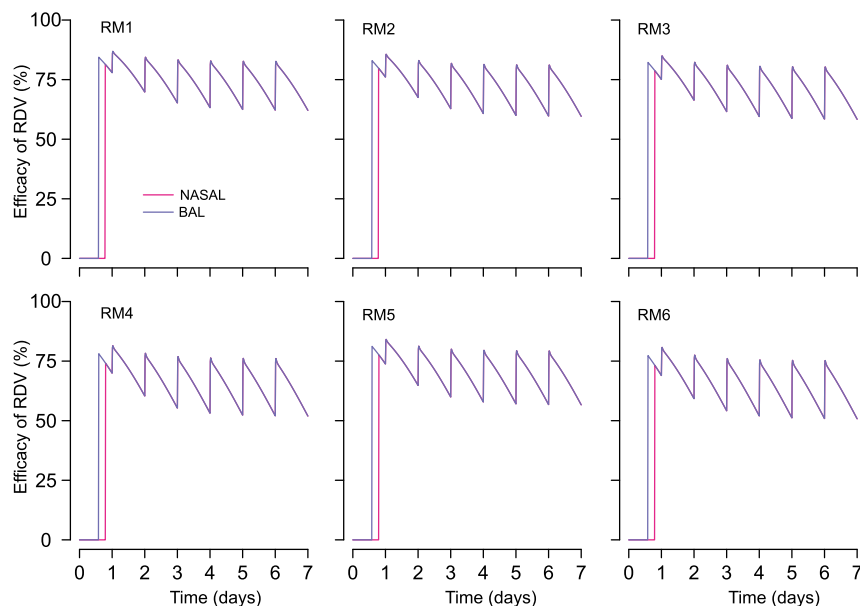 RM1
RM2
RM3
100
75
50
25
0
Efficacy of RDV (%)
NASAL
BAL
RM4
RM5
RM6
100
75
50
25
0
Efficacy of RDV (%)
0 1 2 3 4 5 6 7
0 1 2 3 4 5 6 7
0 1 2 3 4 5 6 7
Time (days)
Time (days)
Time (days)